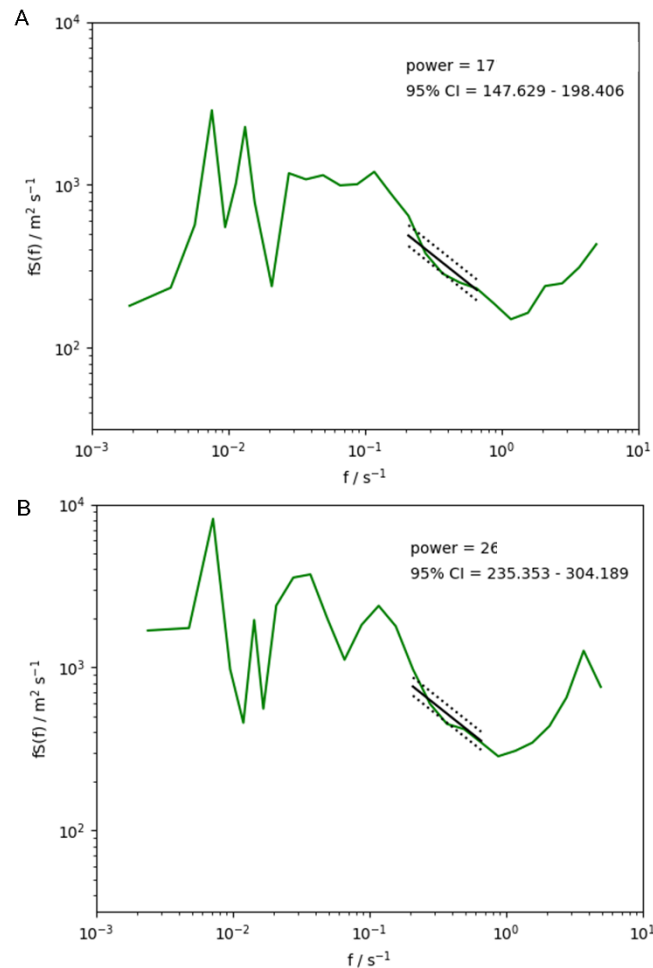 A
10⁴
power = 17
95% CI = 147.629 - 198.406
10³
fS(f) / m² s⁻¹
10²
10⁻³ 10⁻² 10⁻¹ 10⁰ 10¹
f / s⁻¹
B
10⁴
power = 26
95% CI = 235.353 - 304.189
10³
fS(f) / m² s⁻¹
10²
10⁻³ 10⁻² 10⁻¹ 10⁰ 10¹
f / s⁻¹